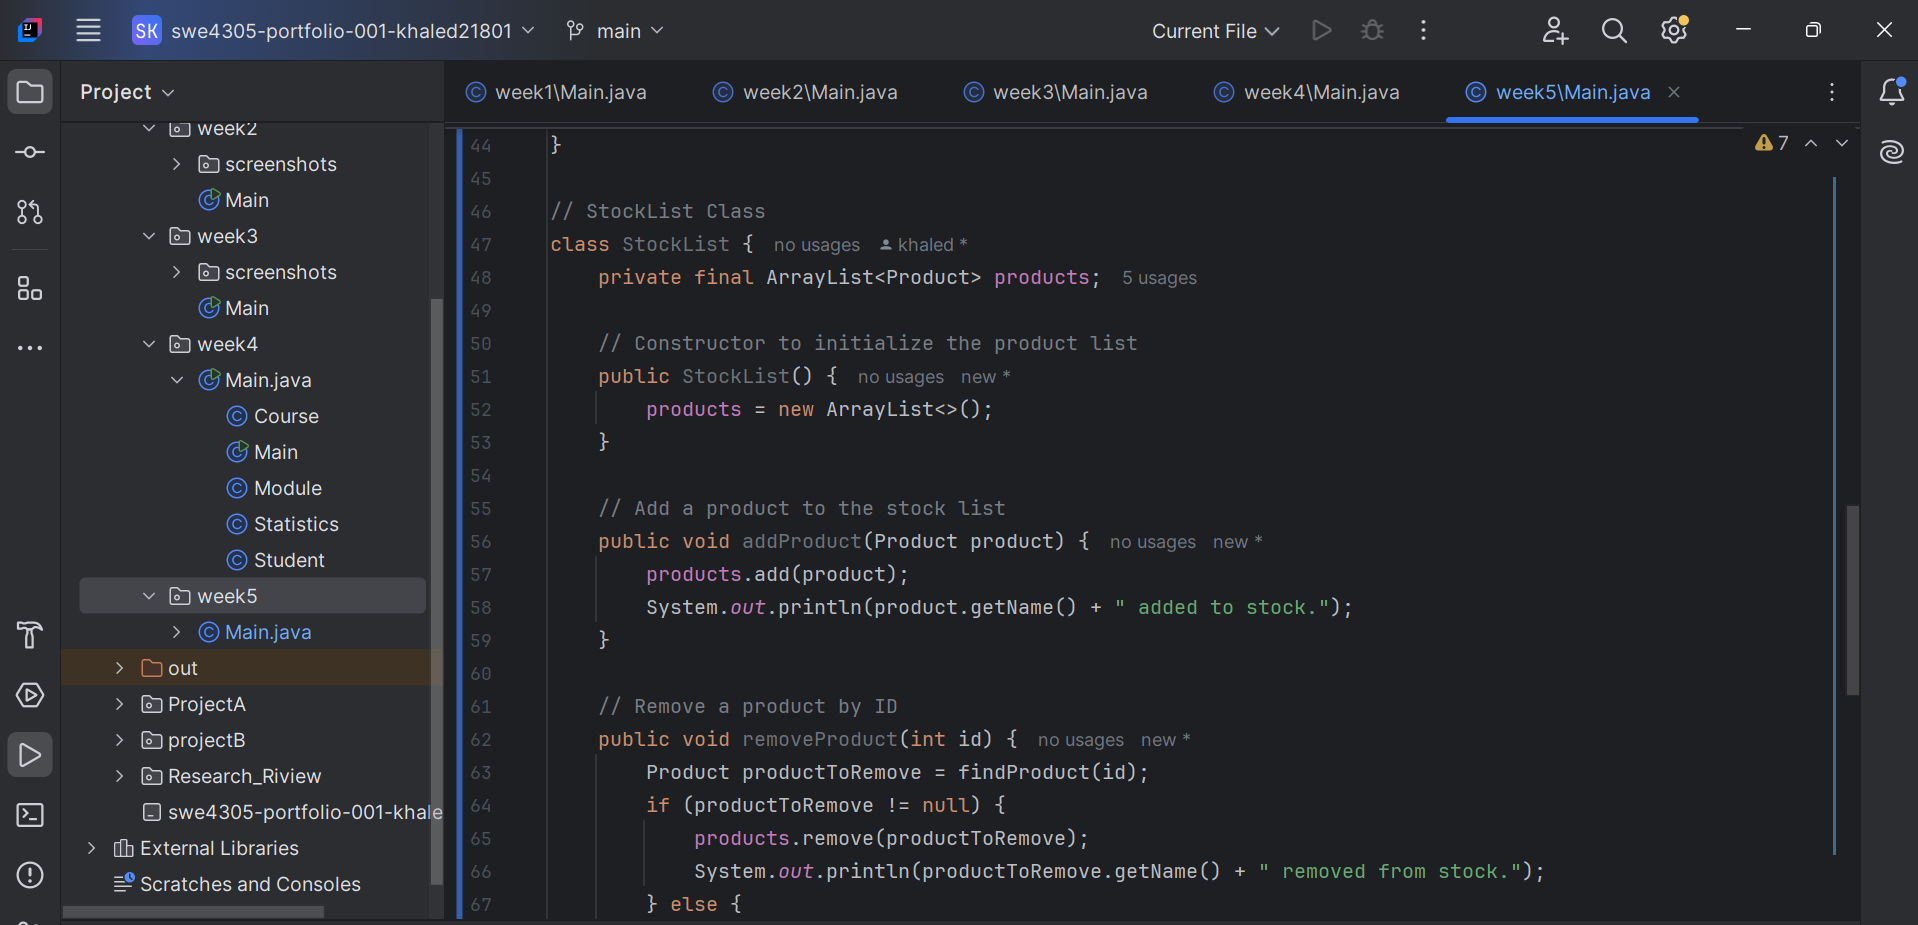 SK swe4305-portfolio-001-khaled21801 main Current File
Project
week1\Main.java week2\Main.java week3\Main.java week4\Main.java week5\Main.java
week2
screenshots
Main
week3
screenshots
Main
week4
Main.java
Course
Main
Module
Statistics
Student
week5
Main.java
out
ProjectA
projectB
Research_Riview
swe4305-portfolio-001-khale
External Libraries
Scratches and Consoles
7
44 }
45
46 // StockList Class
47 class StockList { no usages khaled *
48 private final ArrayList<Product> products; 5 usages
49
50 // Constructor to initialize the product list
51 public StockList() { no usages new *
52 products = new ArrayList<>();
53 }
54
55 // Add a product to the stock list
56 public void addProduct(Product product) { no usages new *
57 products.add(product);
58 System.out.println(product.getName() + " added to stock.");
59 }
60
61 // Remove a product by ID
62 public void removeProduct(int id) { no usages new *
63 Product productToRemove = findProduct(id);
64 if (productToRemove != null) {
65 products.remove(productToRemove);
66 System.out.println(productToRemove.getName() + " removed from stock.");
67 } else {